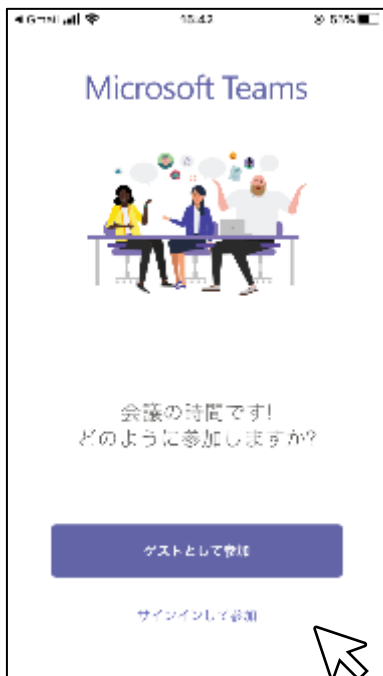 Gmail
Microsoft Teams
会議の時間です!
どのように参加しますか?
ゲストとして参加
サインインして参加